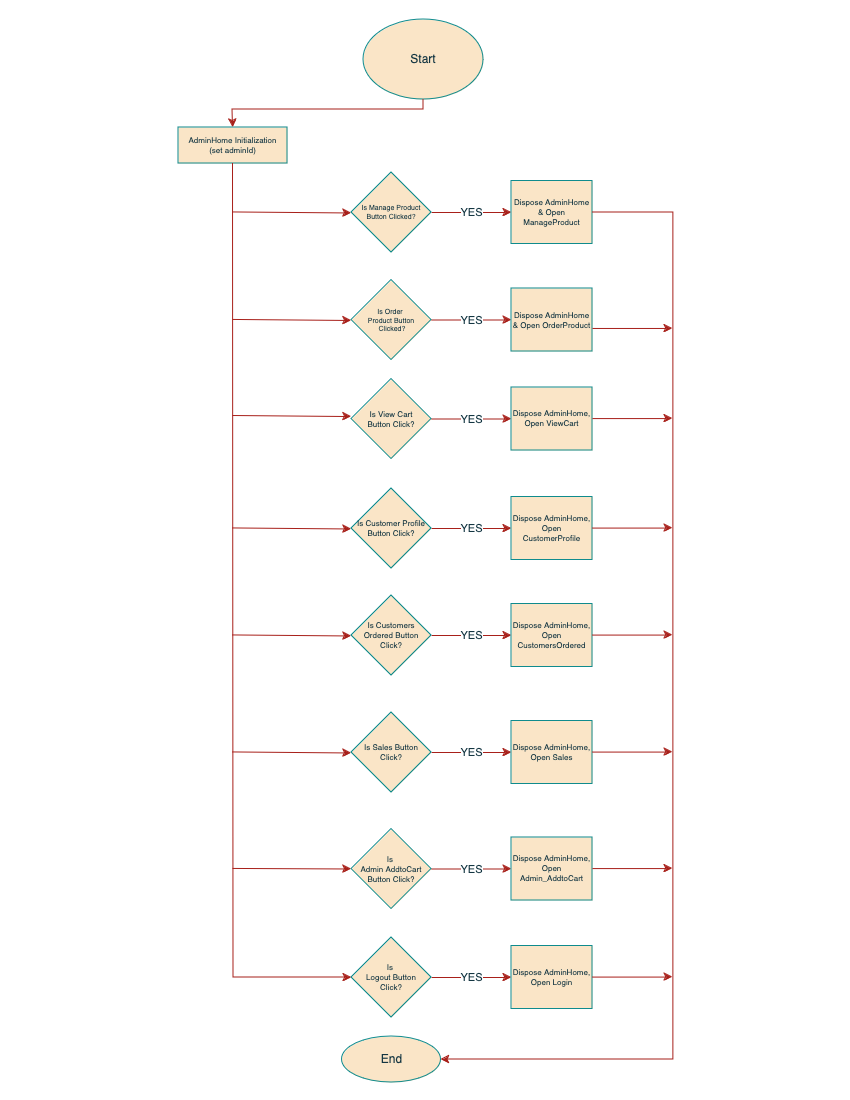 Start
AdminHome Initialization
(set adminId)
Is Manage Product
Button Clicked?
YES
Dispose AdminHome
& Open
ManageProduct
Is Order
Product Button
Clicked?
YES
Dispose AdminHome
& Open OrderProduct
Is View Cart
Button Click?
YES
Dispose AdminHome,
Open ViewCart
Is Customer Profile
Button Click?
YES
Dispose AdminHome,
Open
CustomerProfile
Is Customers
Ordered Button
Click?
YES
Dispose AdminHome,
Open
CustomersOrdered
Is Sales Button
Click?
YES
Dispose AdminHome,
Open Sales
Is
Admin AddtoCart
Button Click?
YES
Dispose AdminHome,
Open
Admin_AddtoCart
Is
Logout Button
Click?
YES
Dispose AdminHome,
Open Login
End